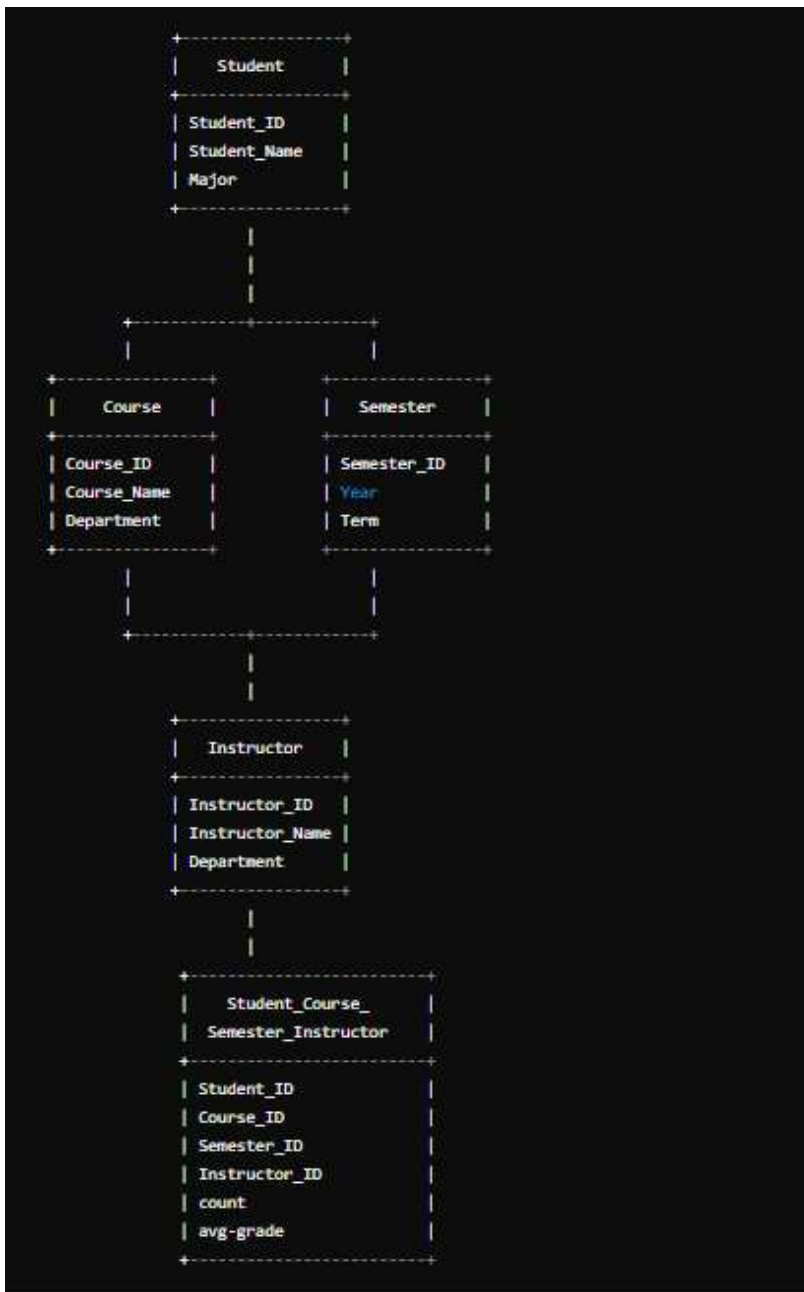 Student
Student_ID
Student_Name
Major
Course
Semester
Course_ID
Semester_ID
Course_Name
Year
Department
Term
Instructor
Instructor_ID
Instructor_Name
Department
Student_Course_
Semester_Instructor
Student_ID
Course_ID
Semester_ID
Instructor_ID
count
avg-grade